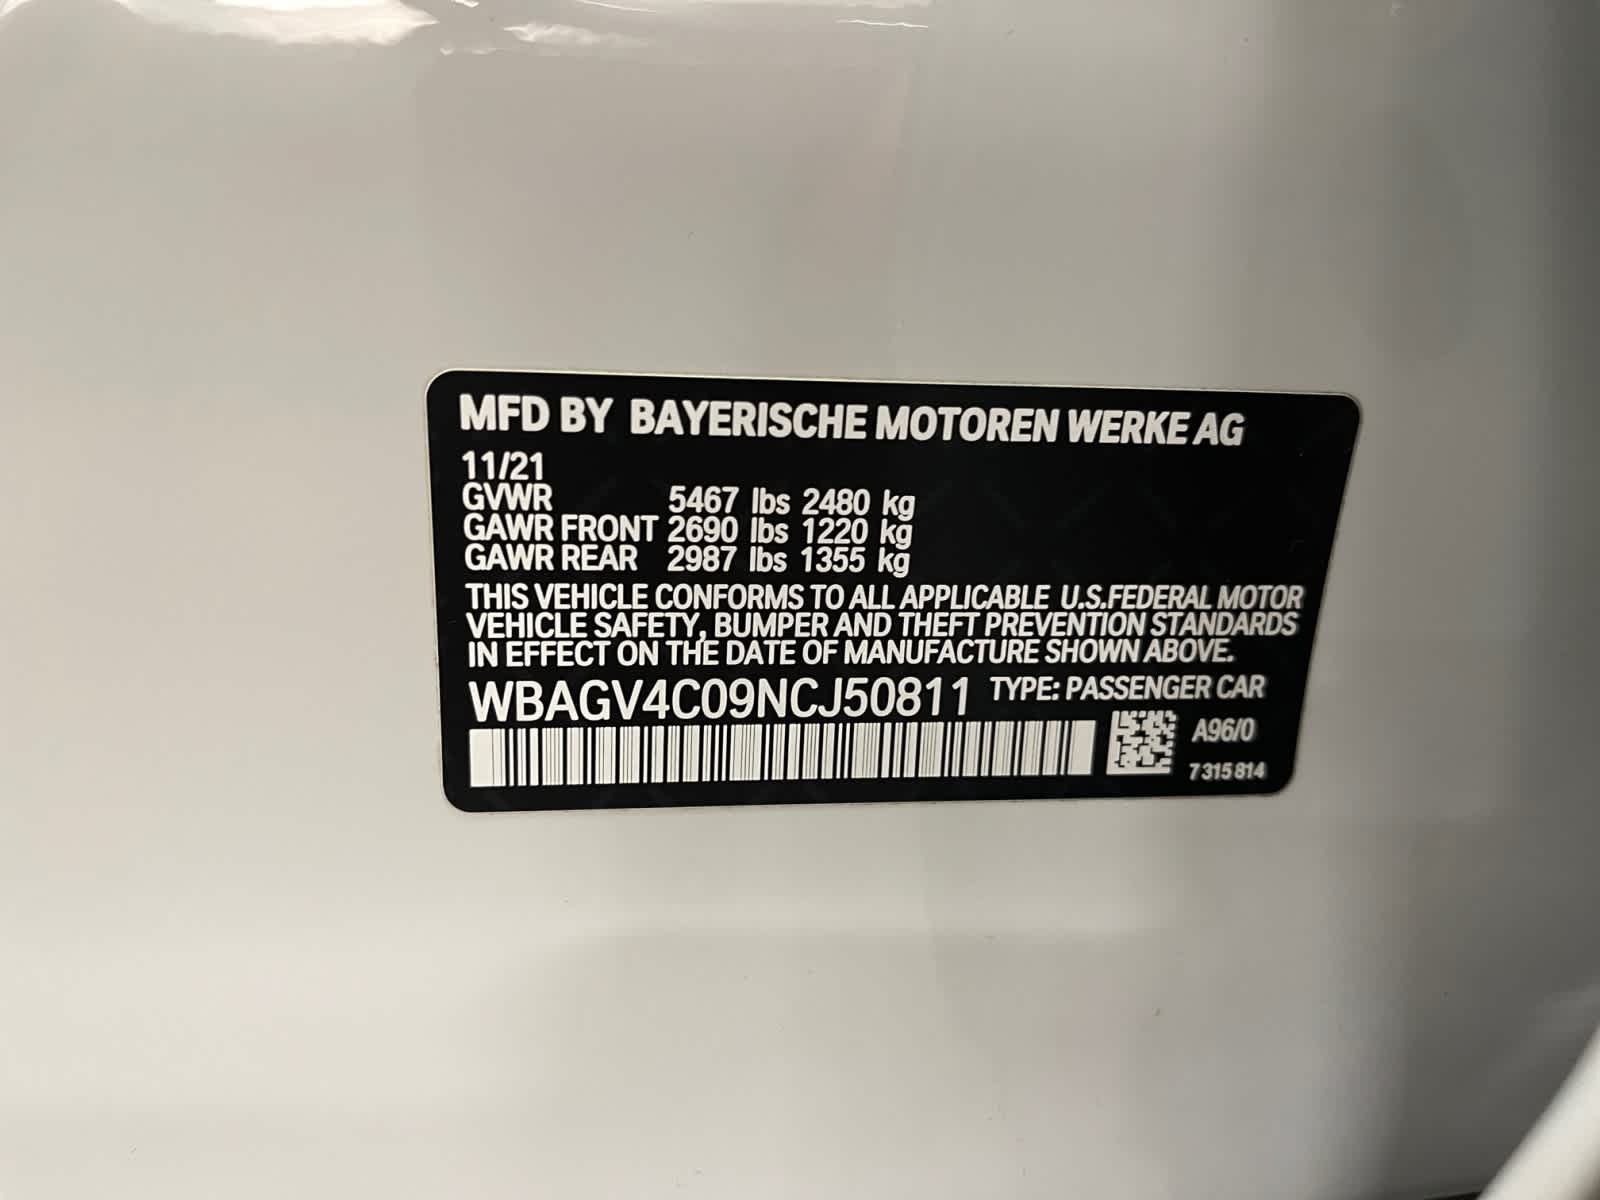 MFD BY BAYERISCHE MOTOREN WERKE AG
11/21
GVWR 5467 lbs 2480 kg
GAWR FRONT 2690 lbs 1220 kg
GAWR REAR 2987 lbs 1355 kg
THIS VEHICLE CONFORMS TO ALL APPLICABLE U.S.FEDERAL MOTOR
VEHICLE SAFETY, BUMPER AND THEFT PREVENTION STANDARDS
IN EFFECT ON THE DATE OF MANUFACTURE SHOWN ABOVE.
WBAGV4C09NCJ50811 TYPE: PASSENGER CAR
A96/0
7 315 814